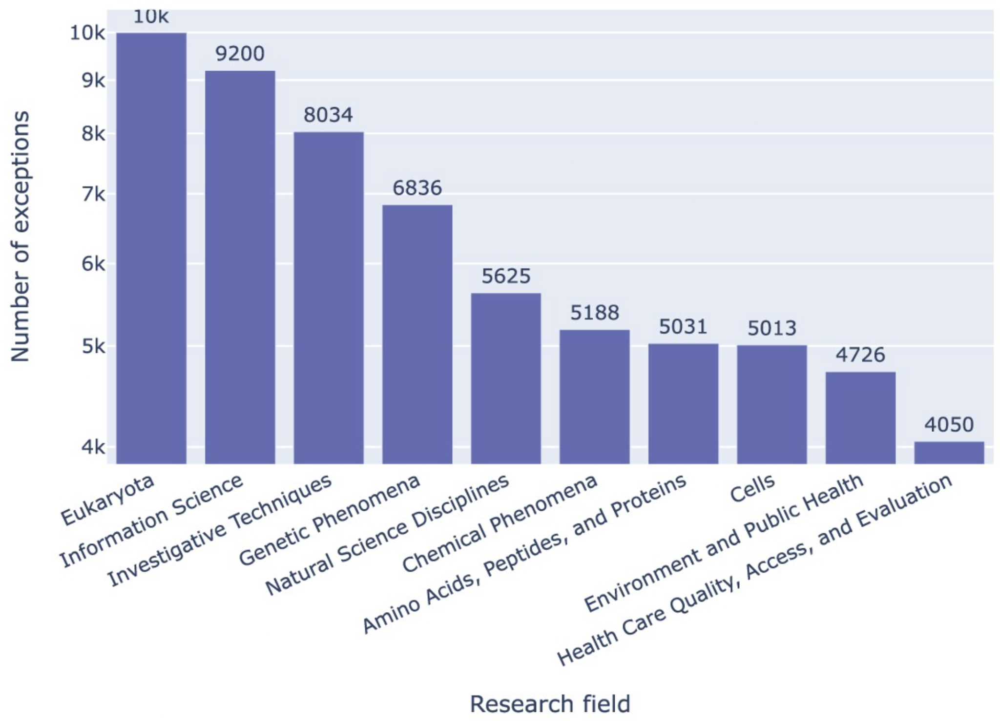 10k
9200
8034
6836
5625
5188
5031
5013
4726
4050
10k
9k
8k
7k
6k
5k
4k
Number of exceptions
Eukaryota
Information Science
Investigative Techniques
Genetic Phenomena
Natural Science Disciplines
Chemical Phenomena
Amino Acids, Peptides, and Proteins
Cells
Environment and Public Health
Health Care Quality, Access, and Evaluation
Research field